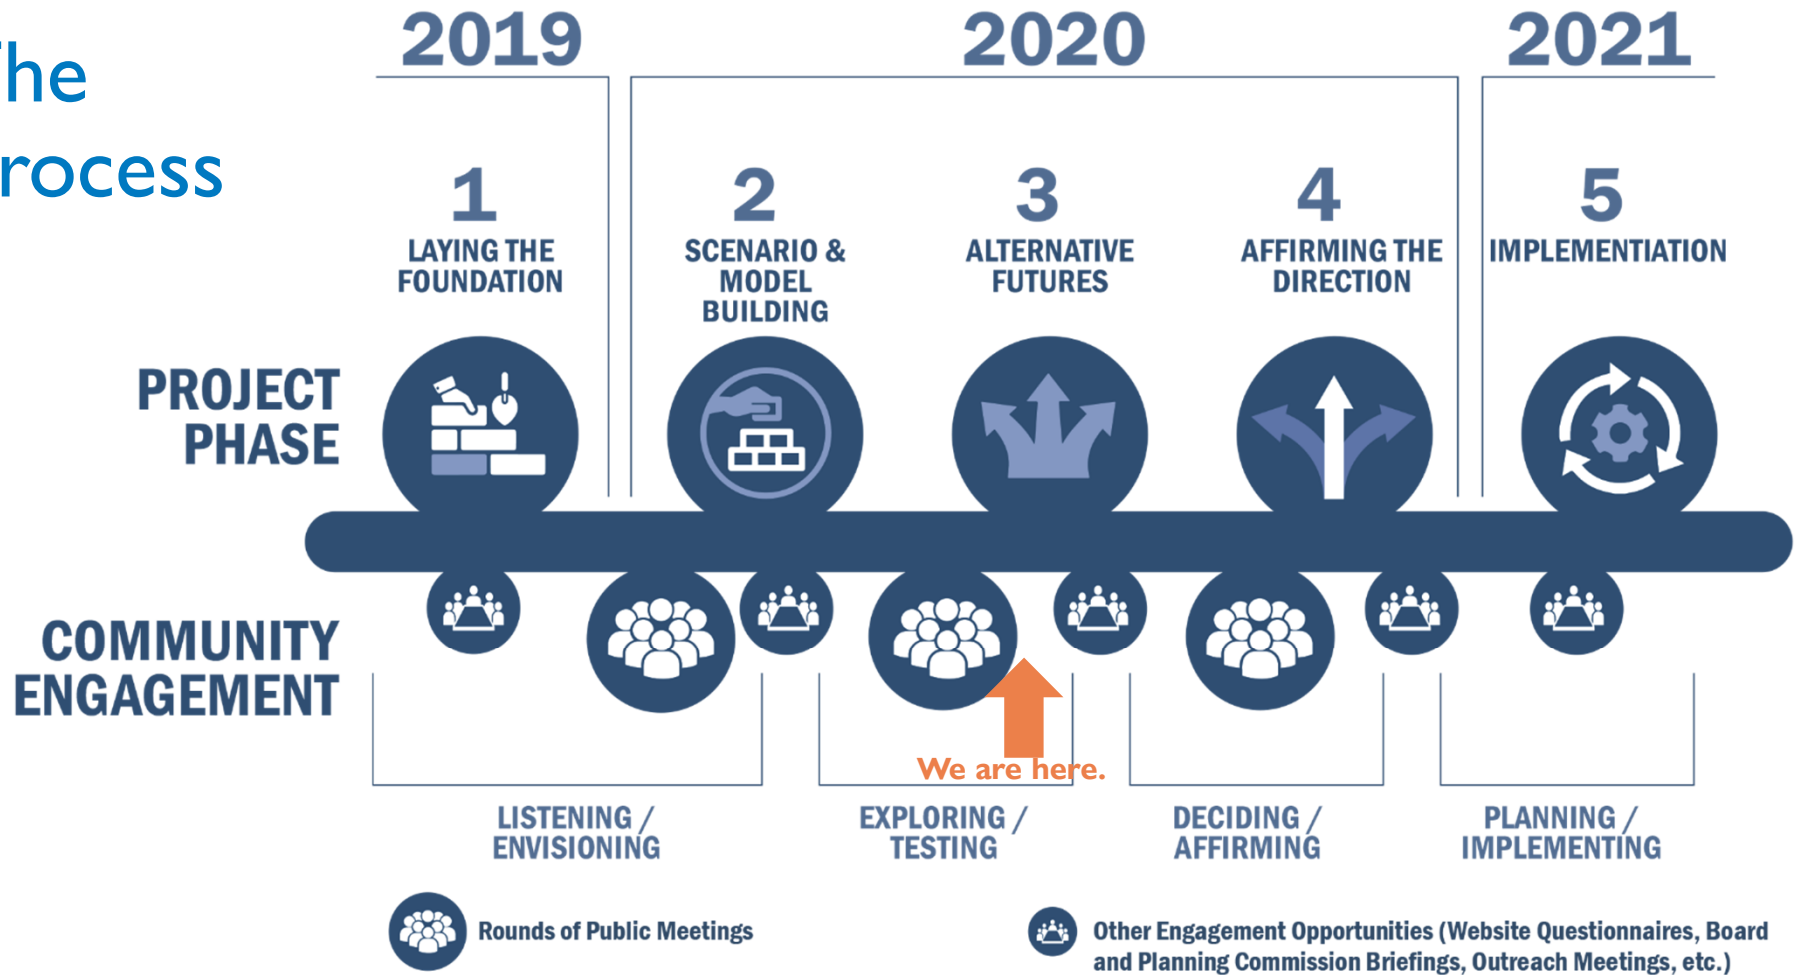 he
rocess
2019
2020
2021
1
LAYING THE
FOUNDATION
2
SCENARIO &
MODEL
BUILDING
3
ALTERNATIVE
FUTURES
4
AFFIRMING THE
DIRECTION
5
IMPLEMENTIATION
PROJECT
PHASE
COMMUNITY
ENGAGEMENT
We are here.
LISTENING /
ENVISIONING
EXPLORING /
TESTING
DECIDING /
AFFIRMING
PLANNING /
IMPLEMENTING
Rounds of Public Meetings
Other Engagement Opportunities (Website Questionnaires, Board
and Planning Commission Briefings, Outreach Meetings, etc.)